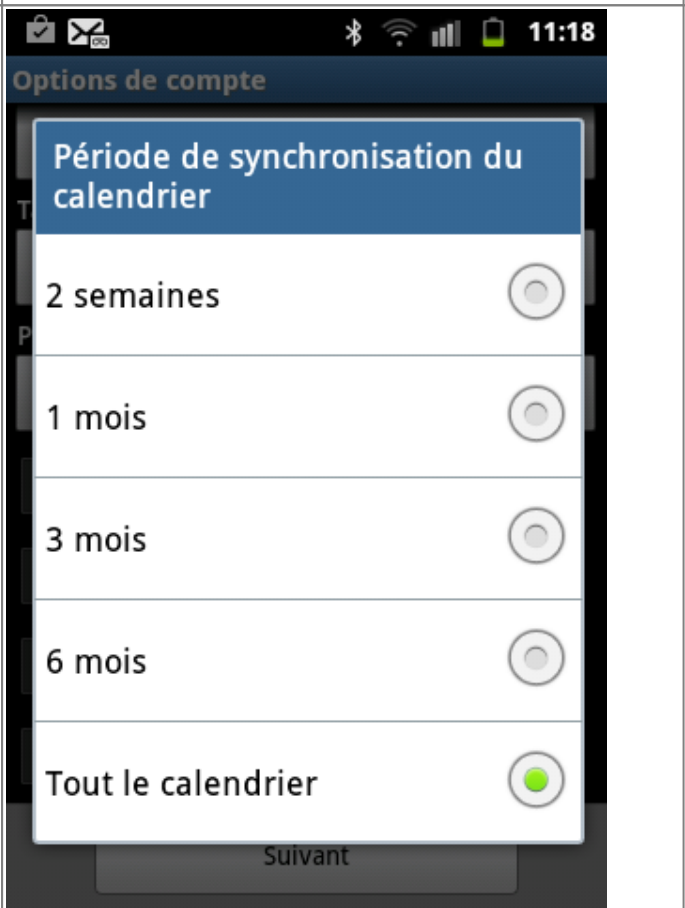 11:18
Options de compte
Période de synchronisation du
calendrier
T
2 semaines
P
1 mois
3 mois
6 mois
Tout le calendrier
Suivant